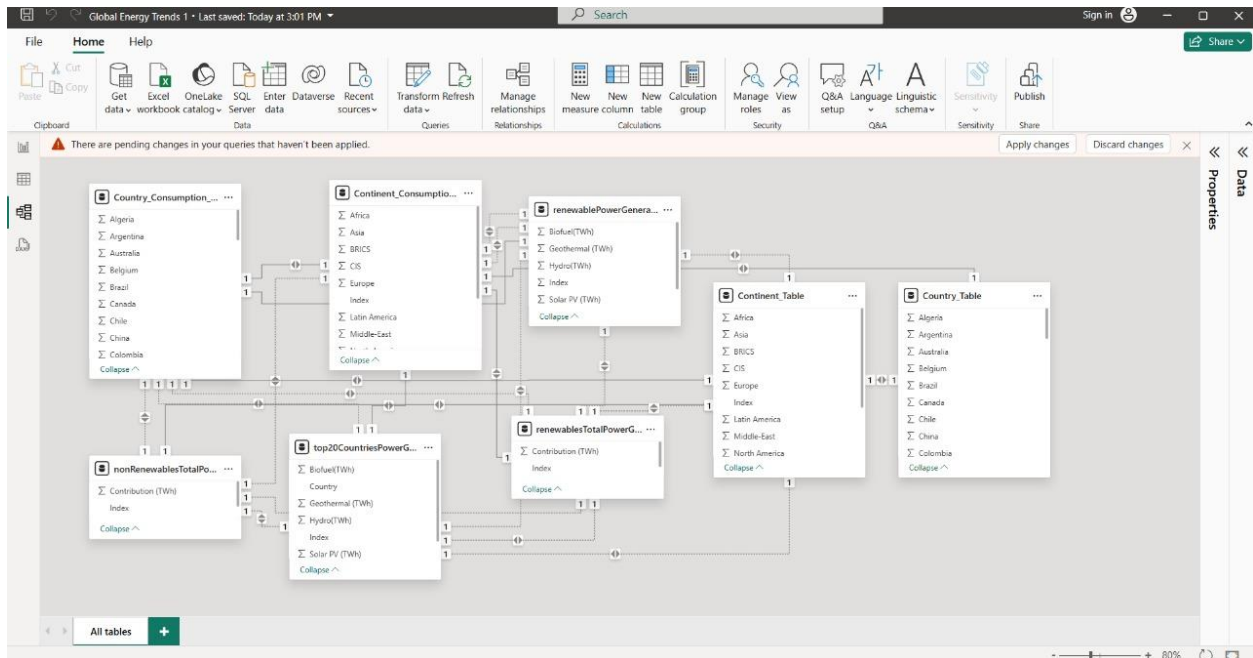 Global Energy Trends 1 • Last saved: Today at 3:01 PM
Search
Sign in
File Home Help
Share
Paste
Cut
Copy
Get data
Excel workbook
OneLake catalog
SQL Server
Enter data
Dataverse
Recent sources
Transform data
Refresh
Manage relationships
New measure
New column
New table
Calculation group
Manage roles
View as
Q&A setup
Language
Linguistic schema
Sensitivity
Publish
Clipboard
Data
Queries
Relationships
Calculations
Security
Q&A
Sensitivity
Share
There are pending changes in your queries that haven't been applied.
Apply changes
Discard changes
Properties
Data
Country_Consumption_...
Σ Algeria
Σ Argentina
Σ Australia
Σ Belgium
Σ Brazil
Σ Canada
Σ Chile
Σ China
Σ Colombia
Collapse
Continent_Consumptio...
Σ Africa
Σ Asia
Σ BRICS
Σ CIS
Σ Europe
Index
Σ Latin America
Σ Middle-East
Collapse
renewablePowerGenera...
Σ Biofuel(TWh)
Σ Geothermal (TWh)
Σ Hydro(TWh)
Σ Index
Σ Solar PV (TWh)
Collapse
Continent_Table
Σ Africa
Σ Asia
Σ BRICS
Σ CIS
Σ Europe
Index
Σ Latin America
Σ Middle-East
Σ North America
Collapse
Country_Table
Σ Algeria
Σ Argentina
Σ Australia
Σ Belgium
Σ Brazil
Σ Canada
Σ Chile
Σ China
Σ Colombia
Collapse
nonRenewablesTotalPo...
Σ Contribution (TWh)
Index
Collapse
top20CountriesPowerG...
Σ Biofuel(TWh)
Country
Σ Geothermal (TWh)
Σ Hydro(TWh)
Index
Σ Solar PV (TWh)
Collapse
renewablesTotalPowerG...
Σ Contribution (TWh)
Index
Collapse
All tables
80%